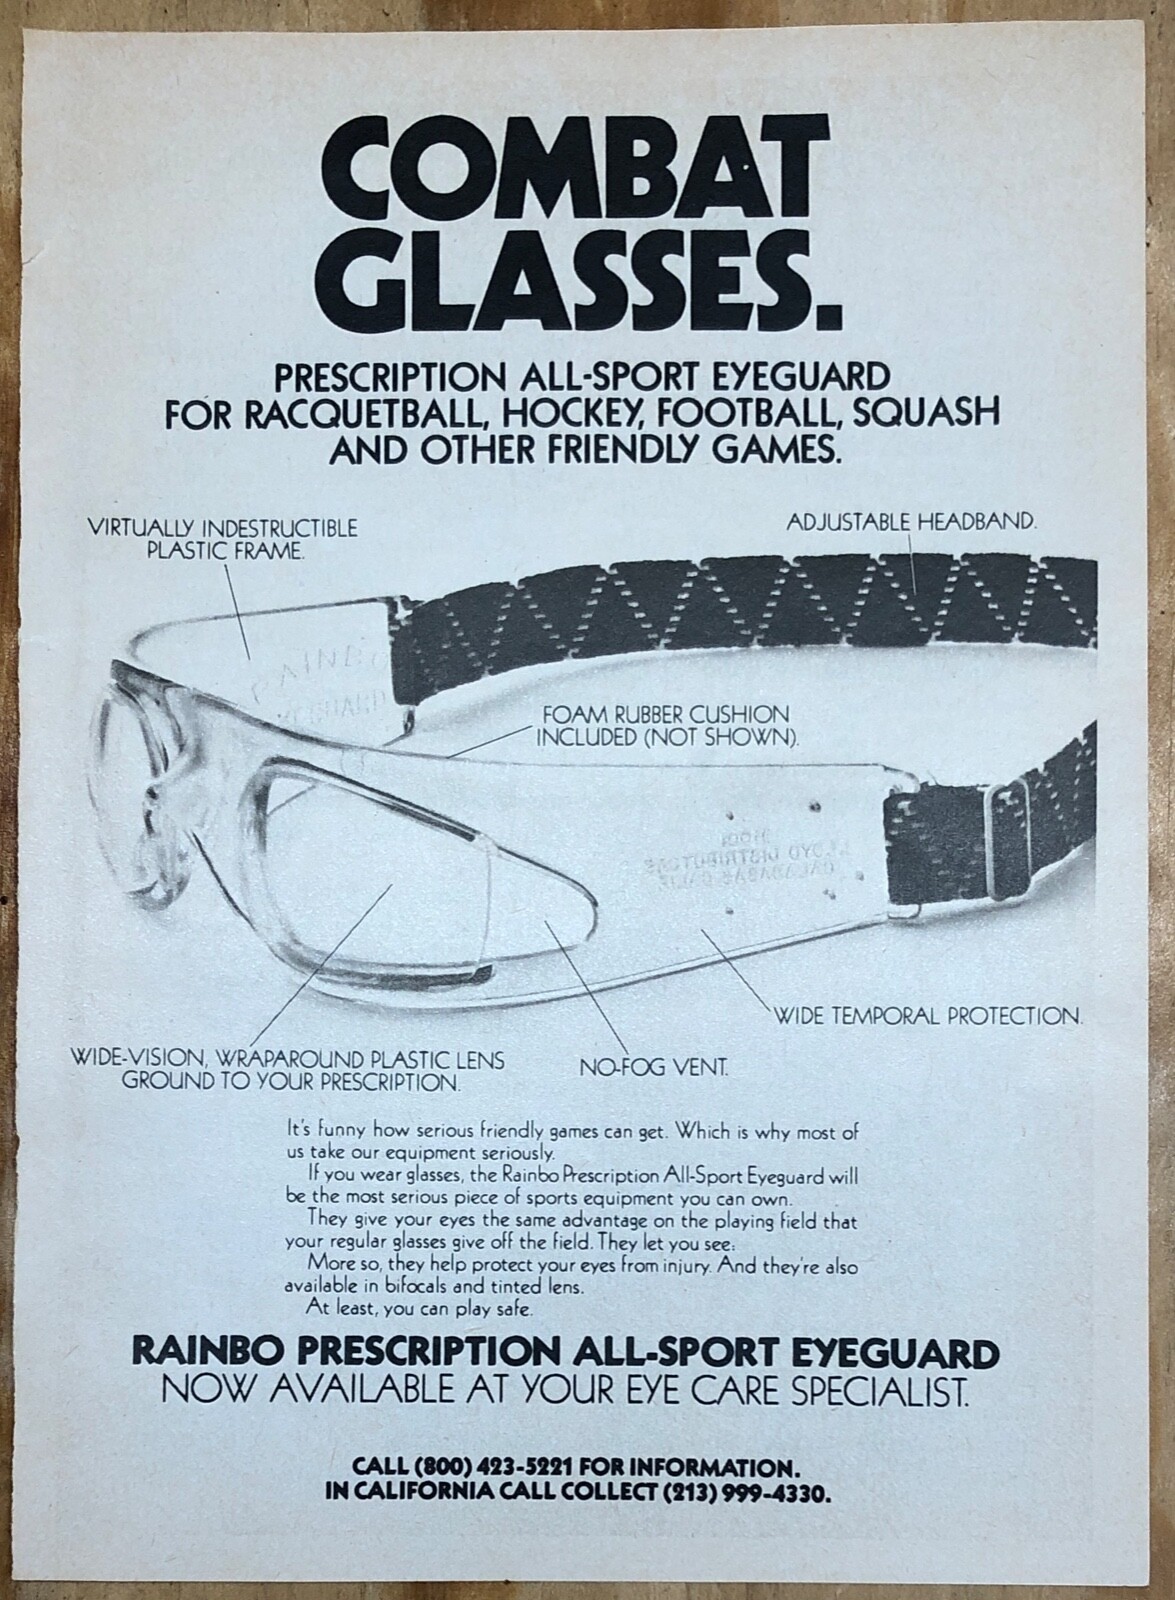 COMBAT
GLASSES.
PRESCRIPTION ALL-SPORT EYEGUARD
FOR RACQUETBALL, HOCKEY, FOOTBALL, SQUASH
AND OTHER FRIENDLY GAMES.
VIRTUALLY INDESTRUCTIBLE
PLASTIC FRAME.
ADJUSTABLE HEADBAND.
RAINBO
GUARD
FOAM RUBBER CUSHION
INCLUDED (NOT SHOWN).
DISTRIBUTORS
WIDE TEMPORAL PROTECTION.
WIDE-VISION, WRAPAROUND PLASTIC LENS
GROUND TO YOUR PRESCRIPTION.
NO-FOG VENT.
It's funny how serious friendly games can get. Which is why most of
us take our equipment seriously.
If you wear glasses, the Rainbo Prescription All-Sport Eyeguard will
be the most serious piece of sports equipment you can own.
They give your eyes the same advantage on the playing field that
your regular glasses give off the field. They let you see.
More so, they help protect your eyes from injury. And they're also
available in bifocals and tinted lens.
At least, you can play safe.
RAINBO PRESCRIPTION ALL-SPORT EYEGUARD
NOW AVAILABLE AT YOUR EYE CARE SPECIALIST.
CALL (800) 423-5221 FOR INFORMATION.
IN CALIFORNIA CALL COLLECT (213) 999-4330.